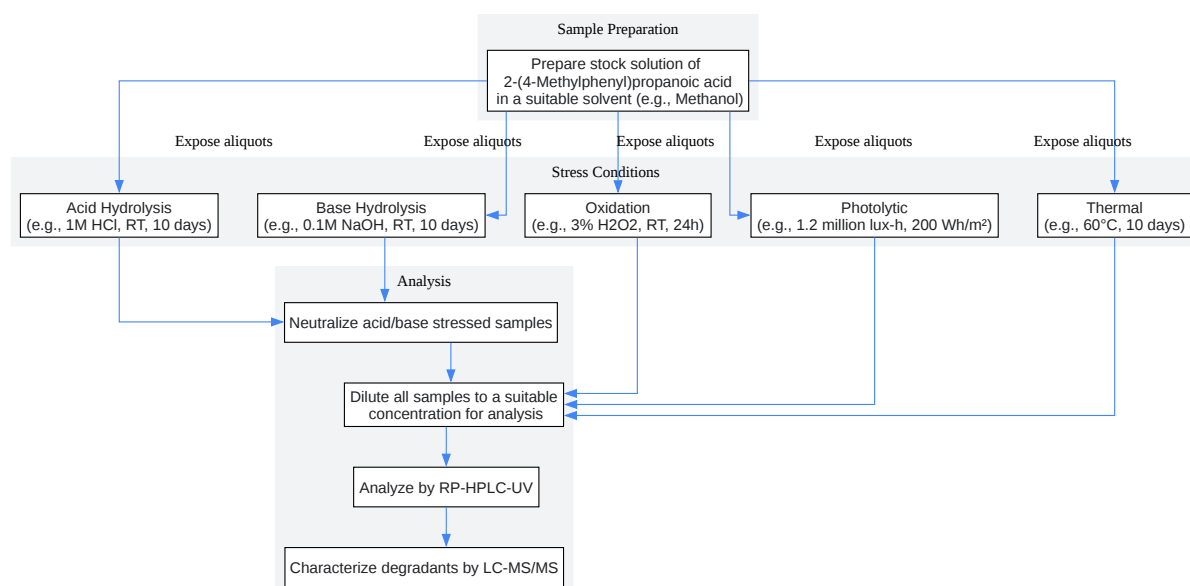 Sample Preparation
Prepare stock solution of
2-(4-Methylphenyl)propanoic acid
in a suitable solvent (e.g., Methanol)
Expose aliquots
Expose aliquots
Expose aliquots
Expose aliquots
Expose aliquots
Stress Conditions
Acid Hydrolysis
(e.g., 1M HCl, RT, 10 days)
Base Hydrolysis
(e.g., 0.1M NaOH, RT, 10 days)
Oxidation
(e.g., 3% H2O2, RT, 24h)
Photolytic
(e.g., 1.2 million lux-h, 200 Wh/m²)
Thermal
(e.g., 60°C, 10 days)
Analysis
Neutralize acid/base stressed samples
Dilute all samples to a suitable
concentration for analysis
Analyze by RP-HPLC-UV
Characterize degradants by LC-MS/MS